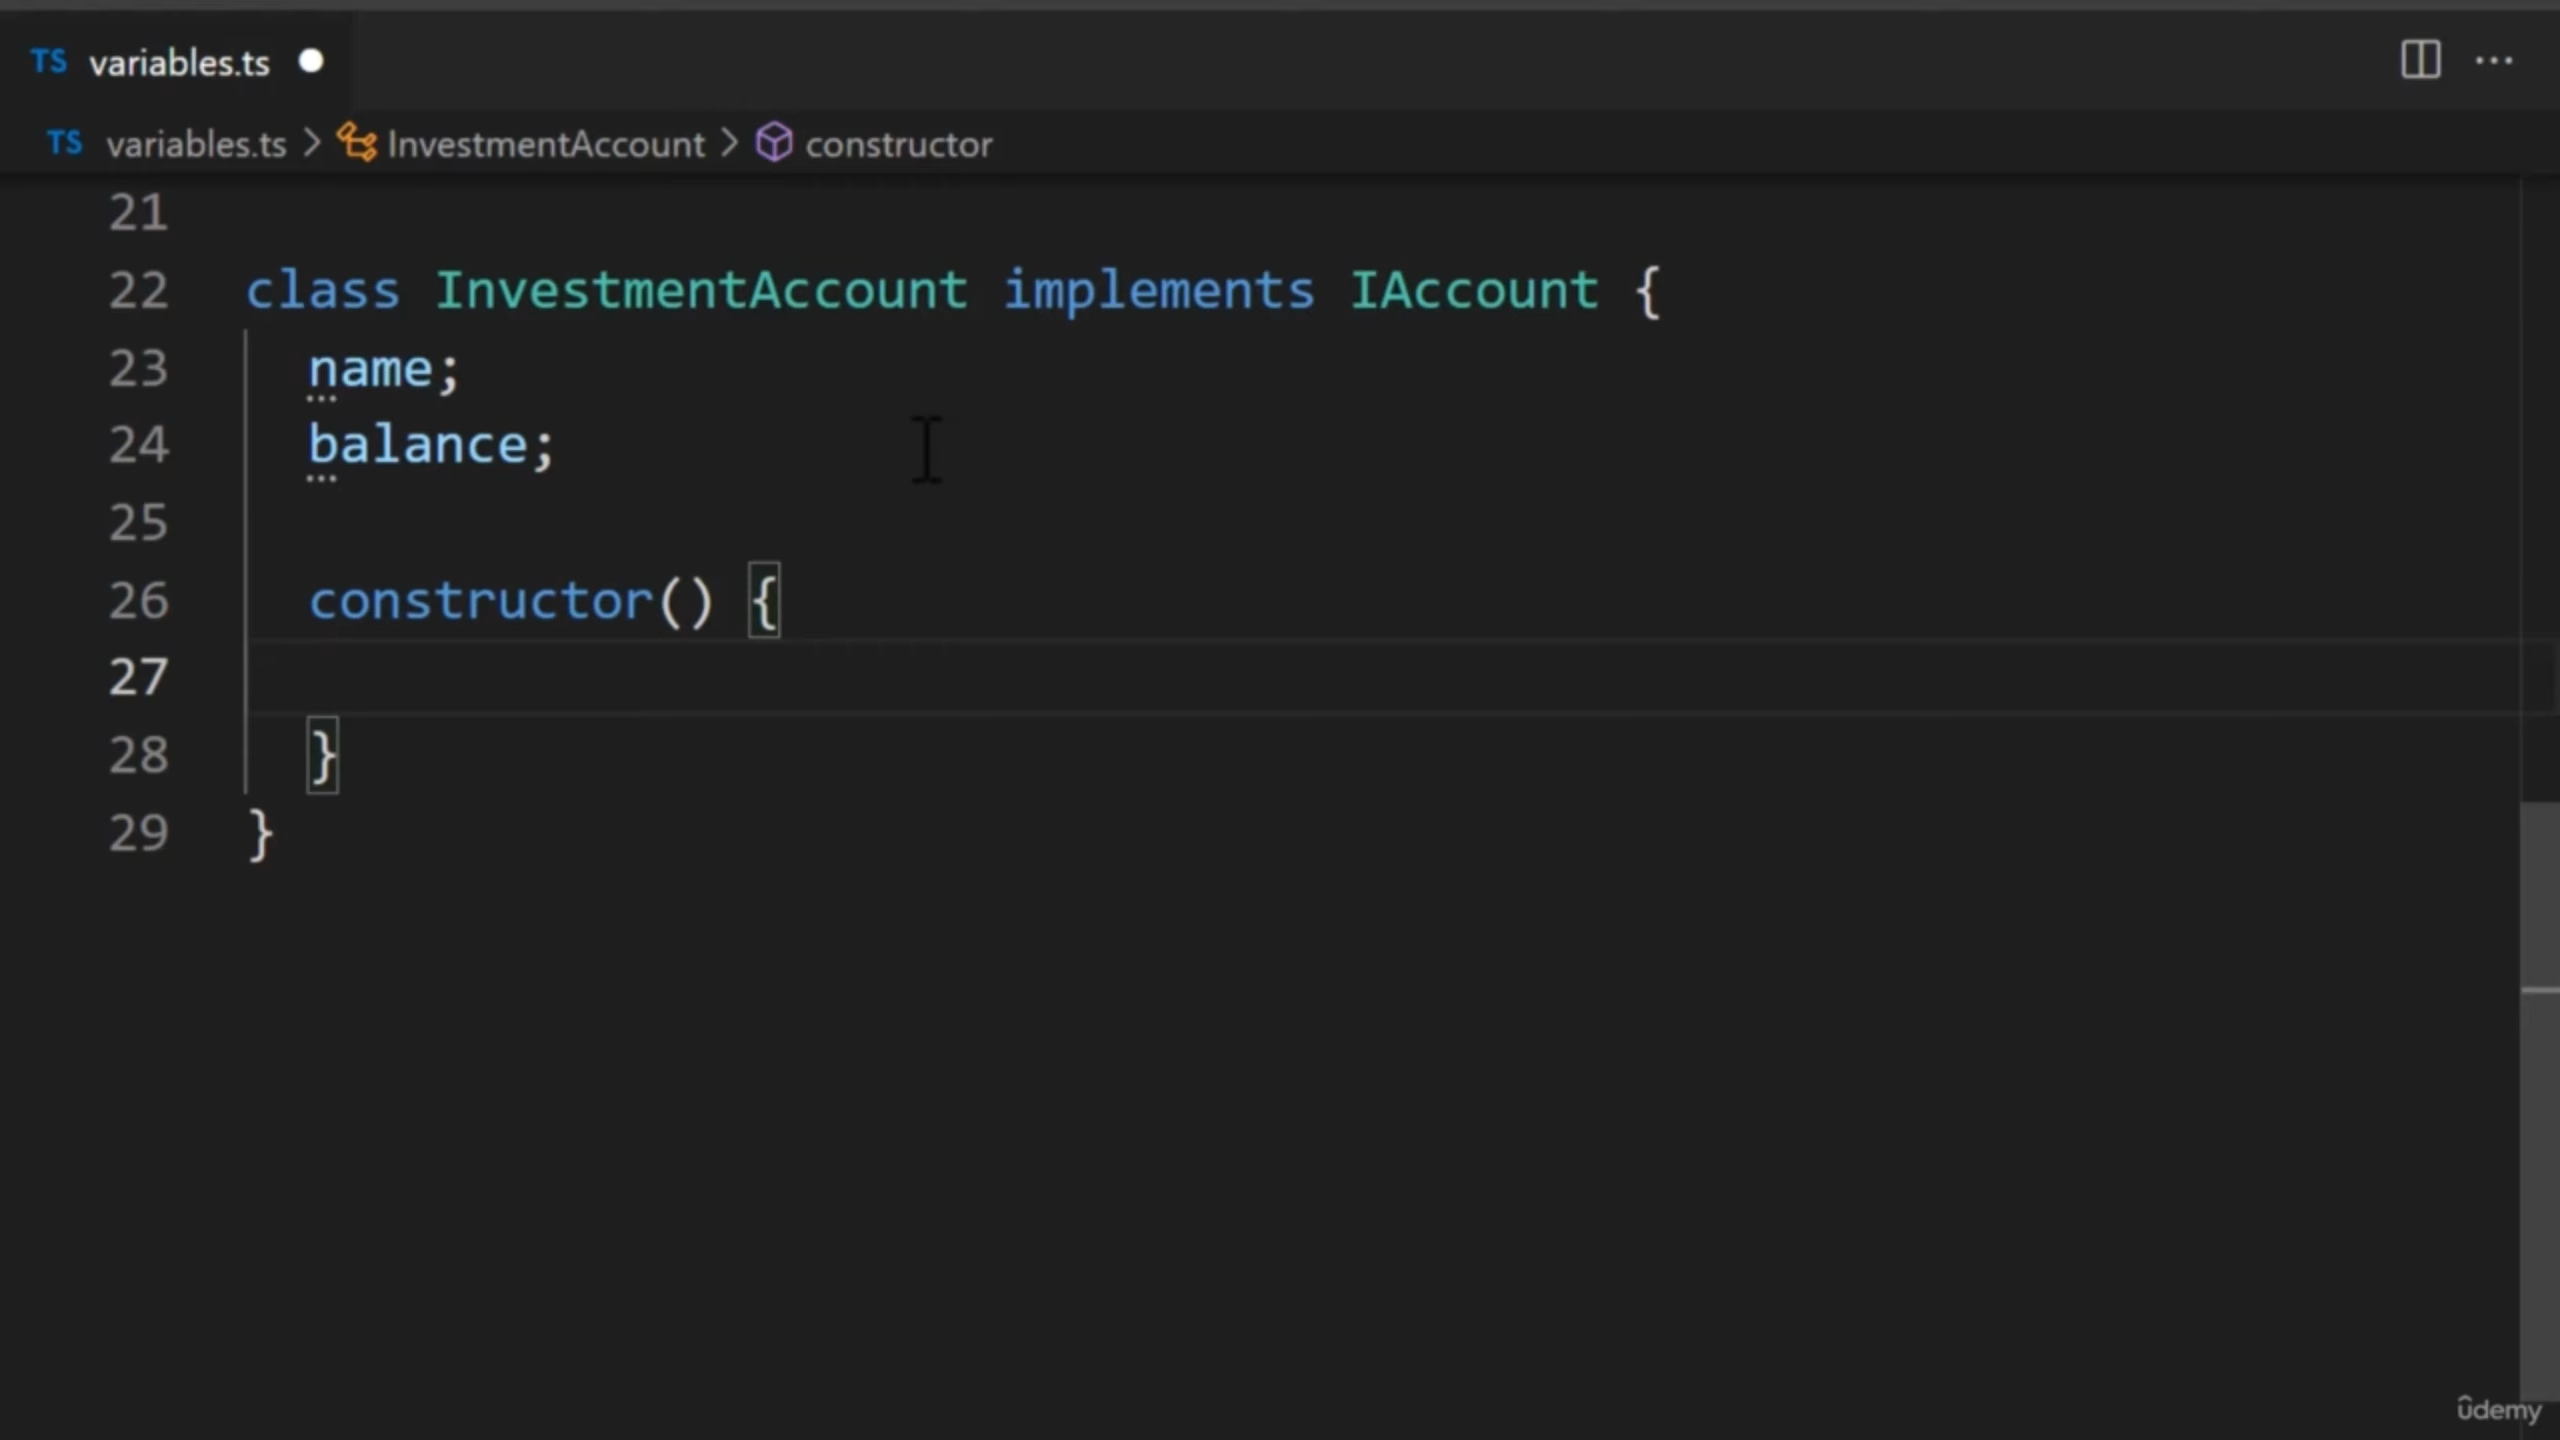 TS variables.ts
TS variables.ts > InvestmentAccount > constructor
21
22 class InvestmentAccount implements IAccount {
23 name;
24 balance;
25
26 constructor() {
27
28 }
29 }
ûdemy